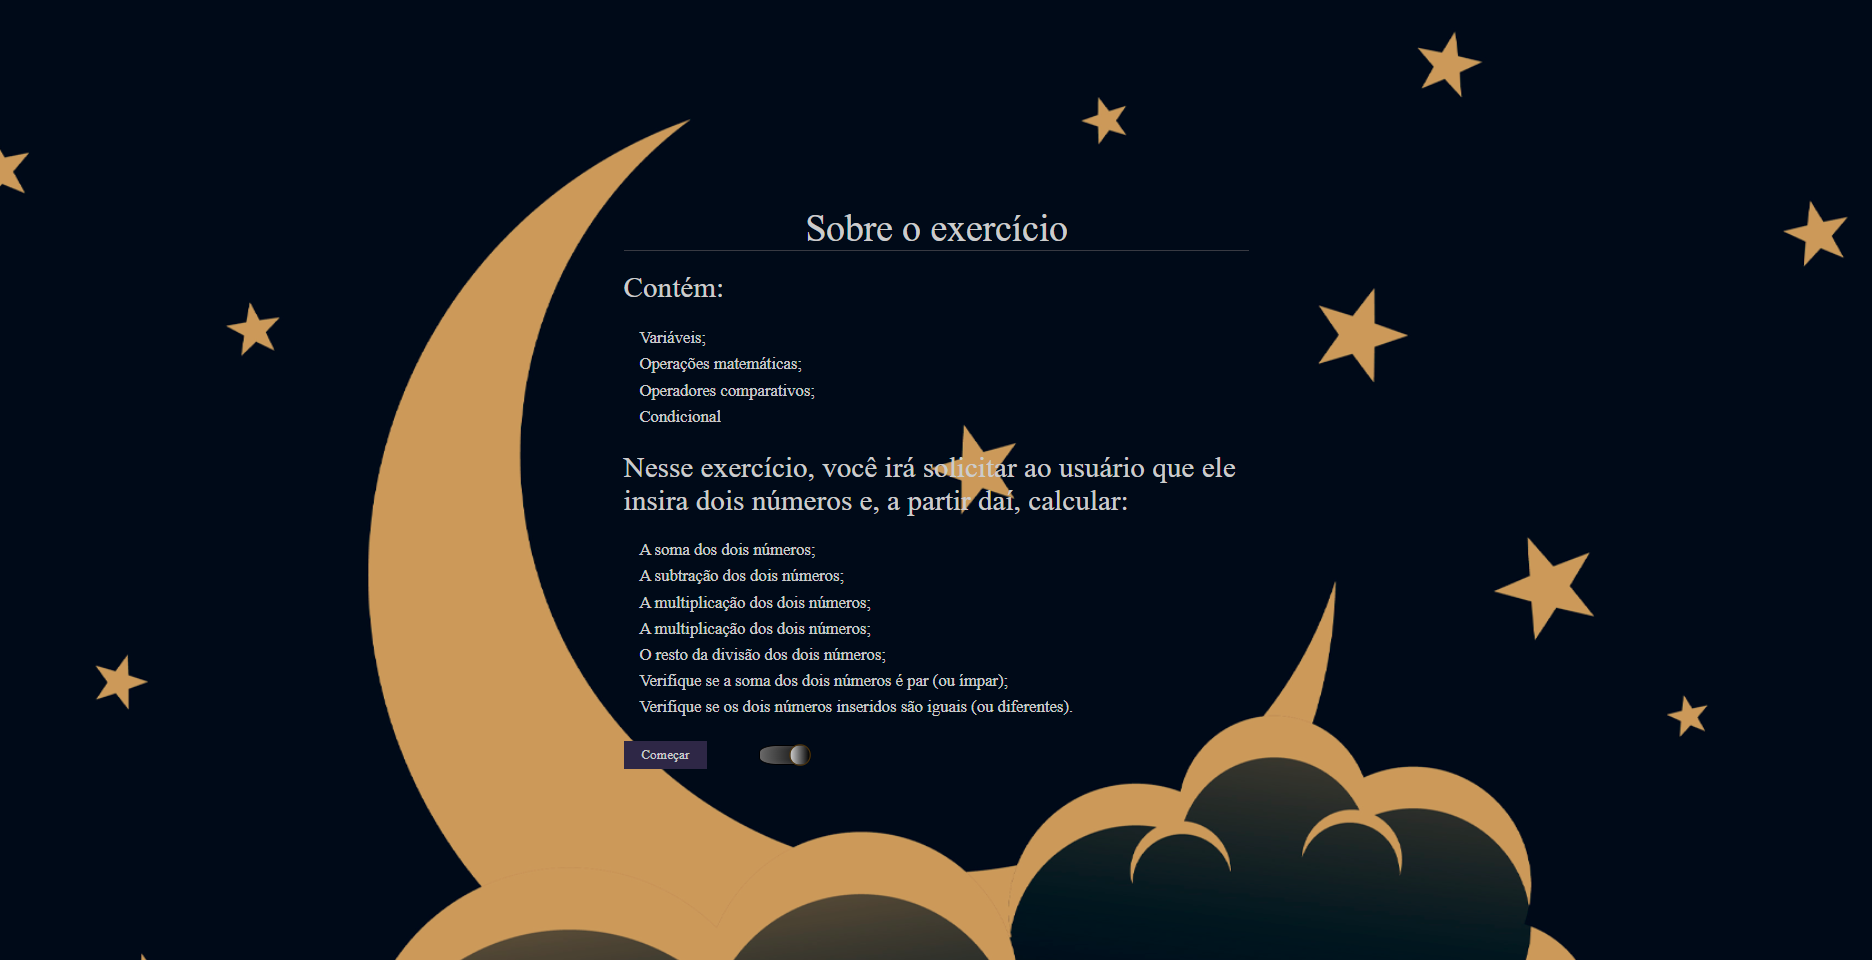 Sobre o exercício
Contém:
Variáveis;
Operações matemáticas;
Operadores comparativos;
Condicional
Nesse exercício, você irá solicitar ao usuário que ele
insira dois números e, a partir daí, calcular:
A soma dos dois números;
A subtração dos dois números;
A multiplicação dos dois números;
A multiplicação dos dois números;
O resto da divisão dos dois números;
Verifique se a soma dos dois números é par (ou ímpar);
Verifique se os dois números inseridos são iguais (ou diferentes).
Começar